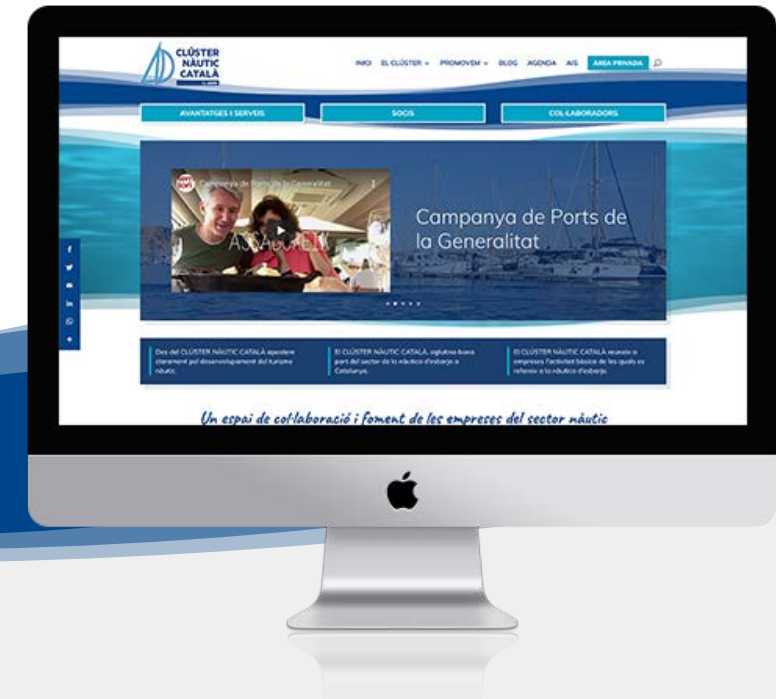 CLÚSTER
NÀUTIC
CATALÀ
INICI EL CLÚSTER PROMOVEM BLOG AGENDA AIS ÀREA PRIVADA
AVANTATGES I SERVEIS
SOCIS
COL·LABORADORS
Campanya de Ports de la Generalitat
ASSABOREIX
Campanya de Ports de
la Generalitat
Des del CLÚSTER NÀUTIC CATALÀ apostem
clarament pel desenvolupament del turisme
nàutic.
El CLÚSTER NÀUTIC CATALÀ, aglutina bona
part del sector de la nàutica d'esbarjo a
Catalunya.
El CLÚSTER NÀUTIC CATALÀ reuneix a
empreses l'activitat bàsica de les quals es
refereix a la nàutica d'esbarjo.
Un espai de col·laboració i foment de les empreses del sector nàutic